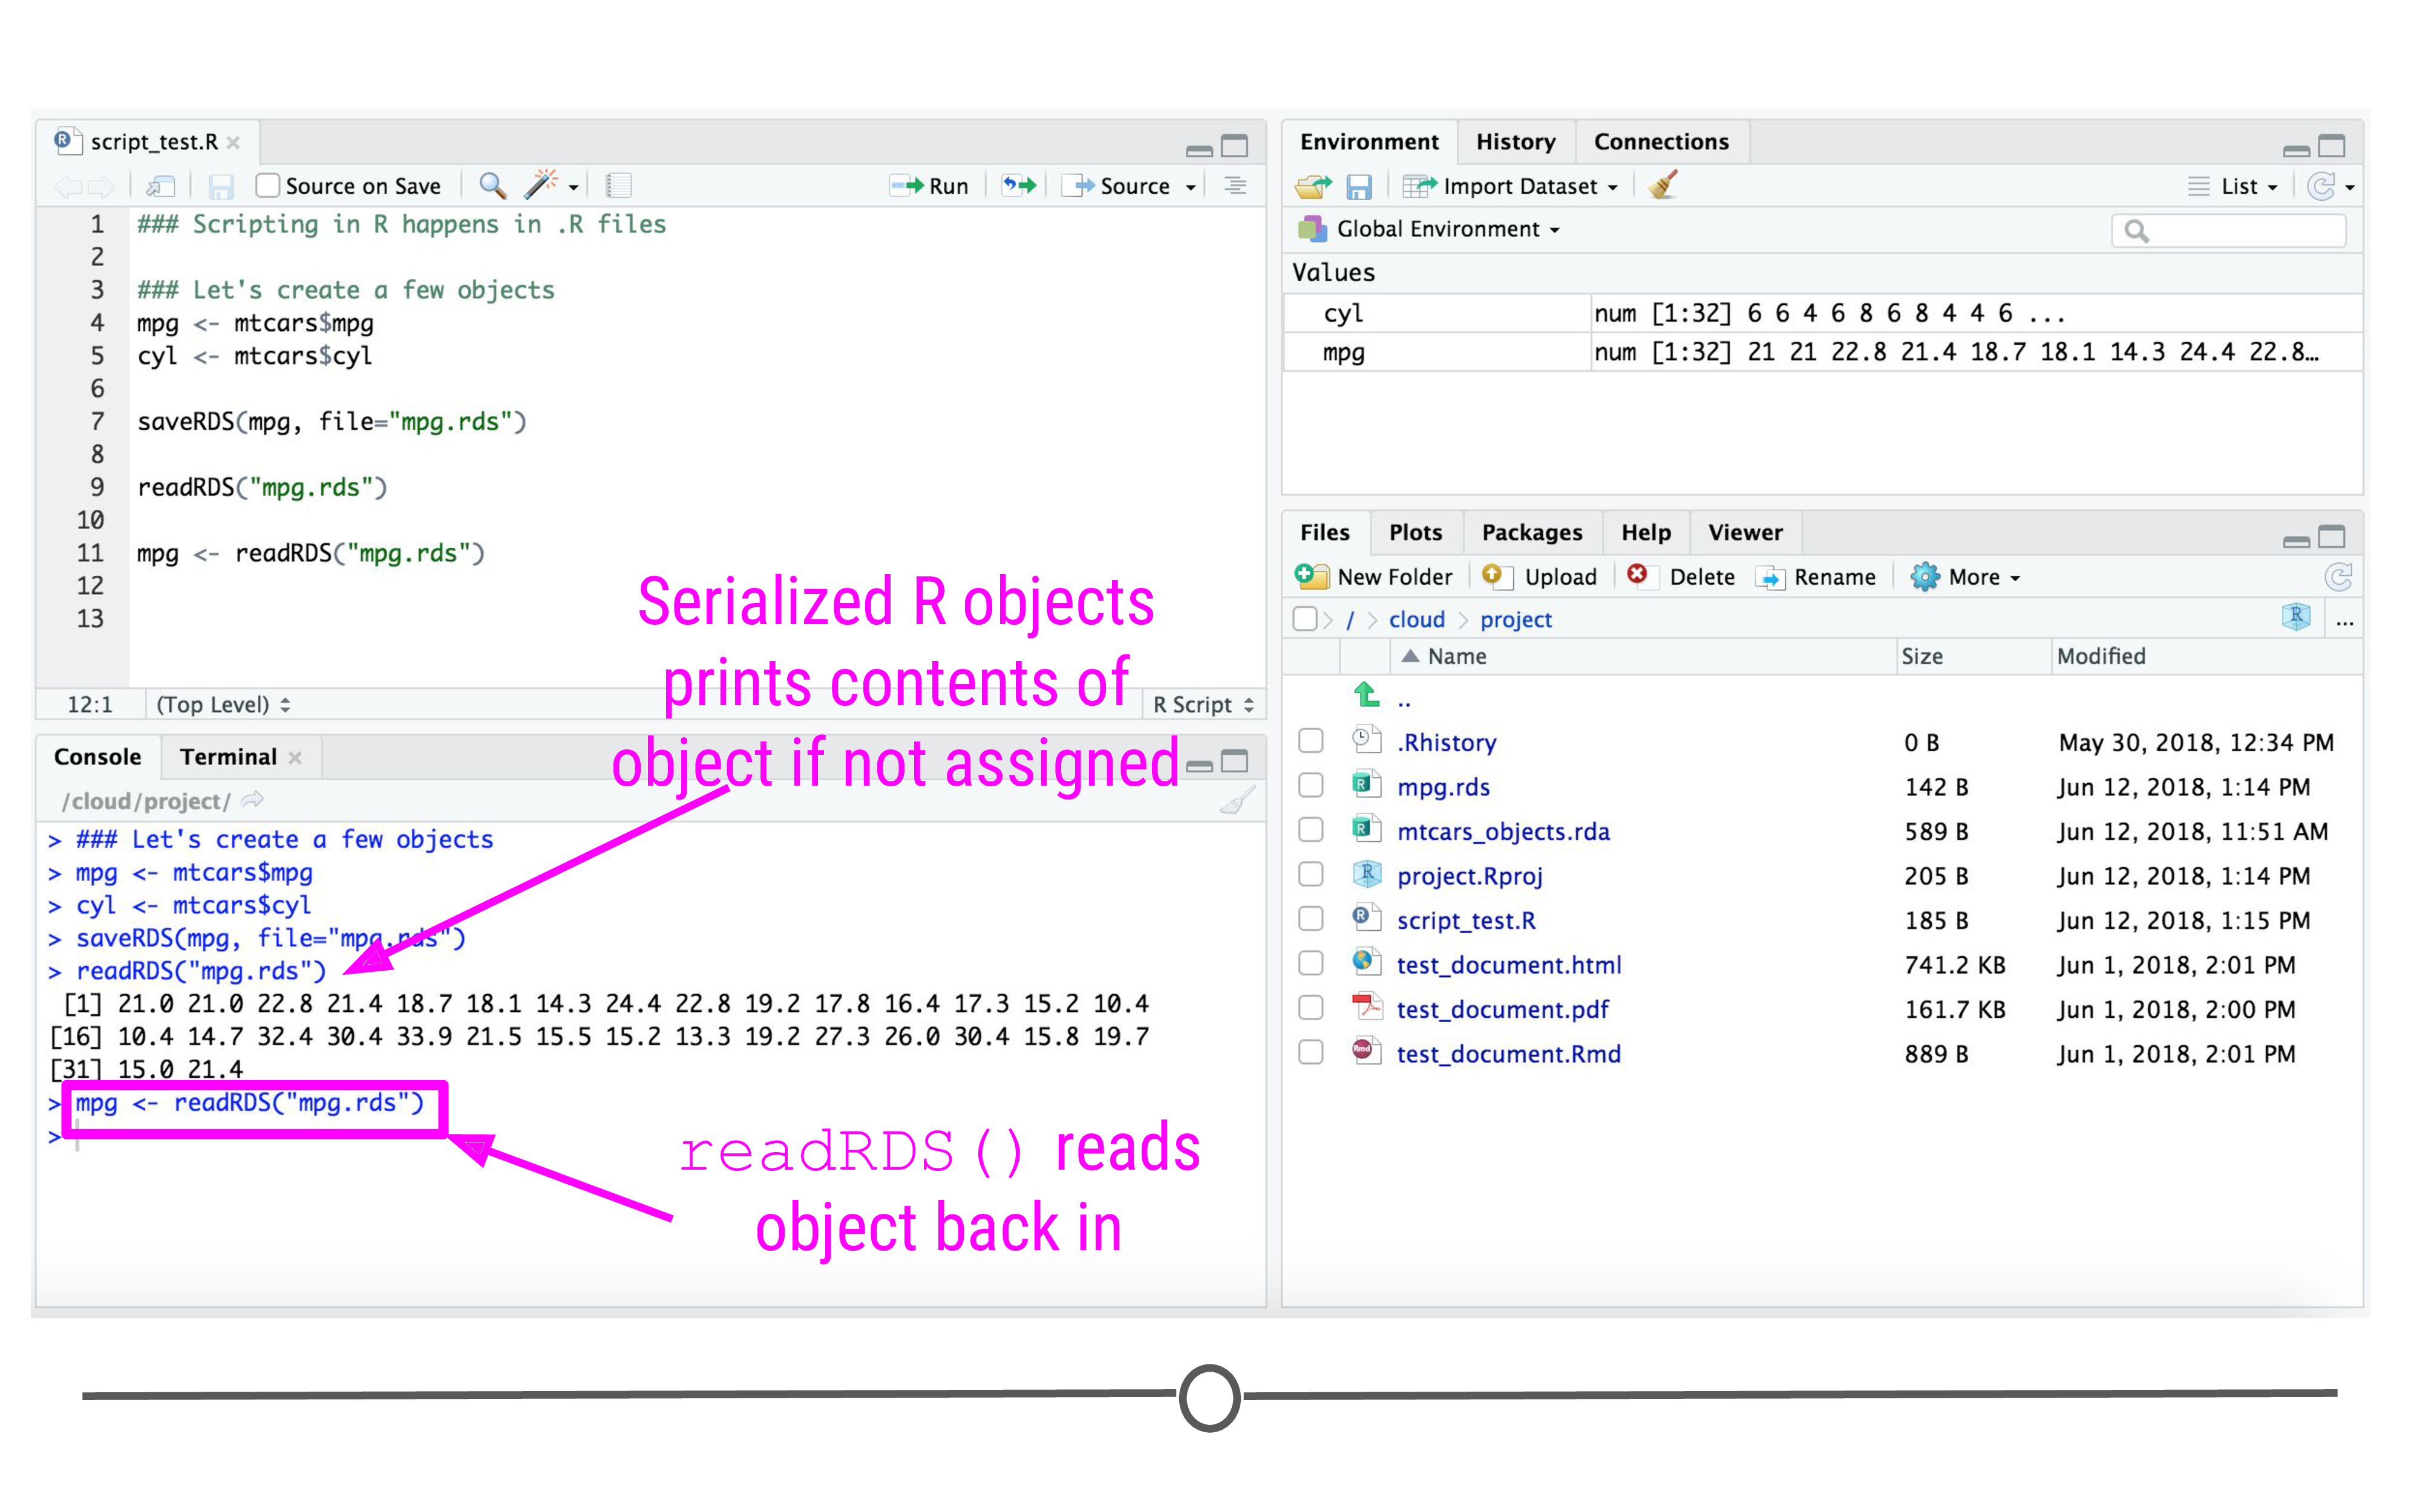 script_test.R
Source on Save
Run
Source
1 ### Scripting in R happens in .R files
2
3 ### Let's create a few objects
4 mpg <- mtcars$mpg
5 cyl <- mtcars$cyl
6
7 saveRDS(mpg, file="mpg.rds")
8
9 readRDS("mpg.rds")
10
11 mpg <- readRDS("mpg.rds")
12
13
12:1 (Top Level) R Script
Serialized R objects
prints contents of
object if not assigned
Console Terminal
/cloud/project/
> ### Let's create a few objects
> mpg <- mtcars$mpg
> cyl <- mtcars$cyl
> saveRDS(mpg, file="mpg.rds")
> readRDS("mpg.rds")
[1] 21.0 21.0 22.8 21.4 18.7 18.1 14.3 24.4 22.8 19.2 17.8 16.4 17.3 15.2 10.4
[16] 10.4 14.7 32.4 30.4 33.9 21.5 15.5 15.2 13.3 19.2 27.3 26.0 30.4 15.8 19.7
[31] 15.0 21.4
> mpg <- readRDS("mpg.rds")
>
readRDS() reads
object back in
Environment History Connections
Import Dataset List
Global Environment
Values
cyl num [1:32] 6 6 4 6 8 6 8 4 4 6 ...
mpg num [1:32] 21 21 22.8 21.4 18.7 18.1 14.3 24.4 22.8…
Files Plots Packages Help Viewer
New Folder Upload Delete Rename More
/ > cloud > project ...
Name Size Modified
..
.Rhistory 0 B May 30, 2018, 12:34 PM
mpg.rds 142 B Jun 12, 2018, 1:14 PM
mtcars_objects.rda 589 B Jun 12, 2018, 11:51 AM
project.Rproj 205 B Jun 12, 2018, 1:14 PM
script_test.R 185 B Jun 12, 2018, 1:15 PM
test_document.html 741.2 KB Jun 1, 2018, 2:01 PM
test_document.pdf 161.7 KB Jun 1, 2018, 2:00 PM
test_document.Rmd 889 B Jun 1, 2018, 2:01 PM